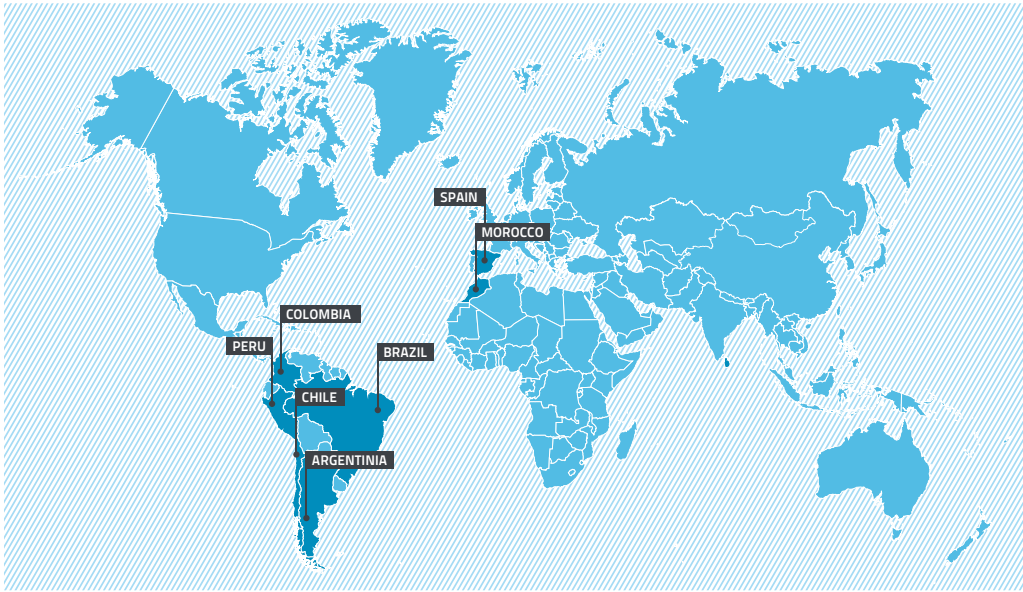 SPAIN
MOROCCO
COLOMBIA
PERU
BRAZIL
CHILE
ARGENTINIA